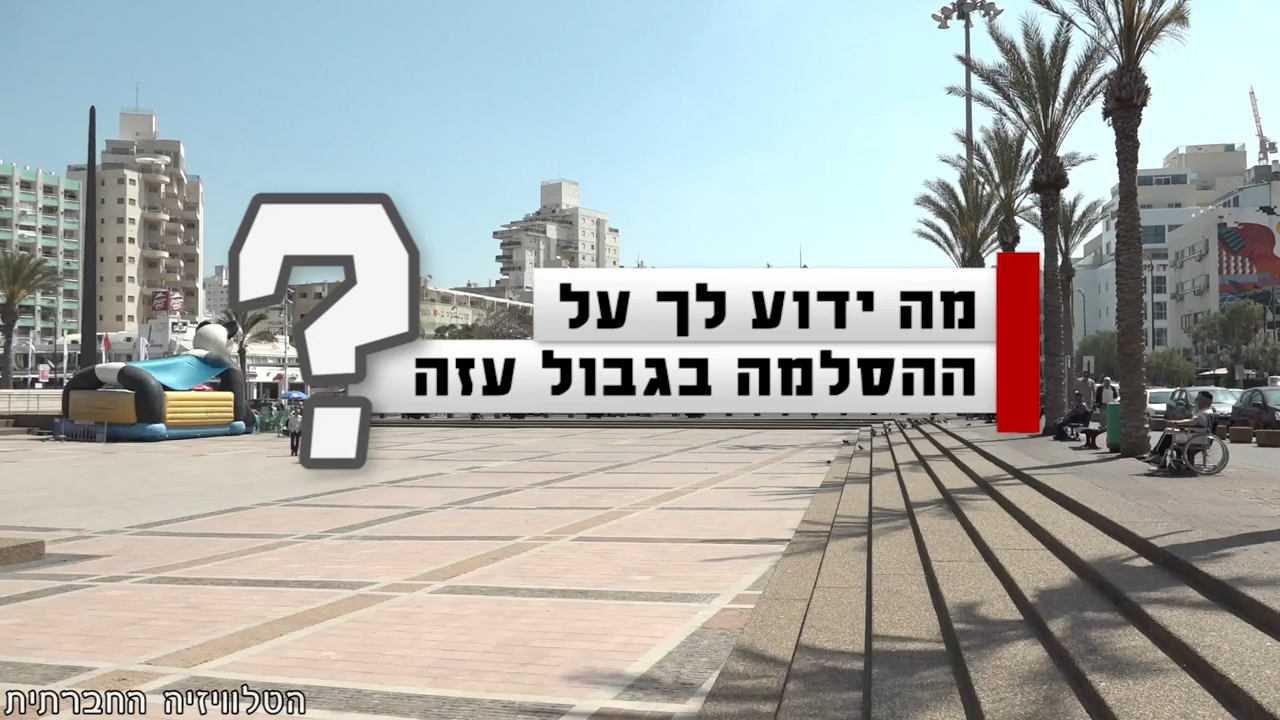 מה ידוע לך על
ההסלמה בגבול עזה
?
הטלוויזיה החברתית